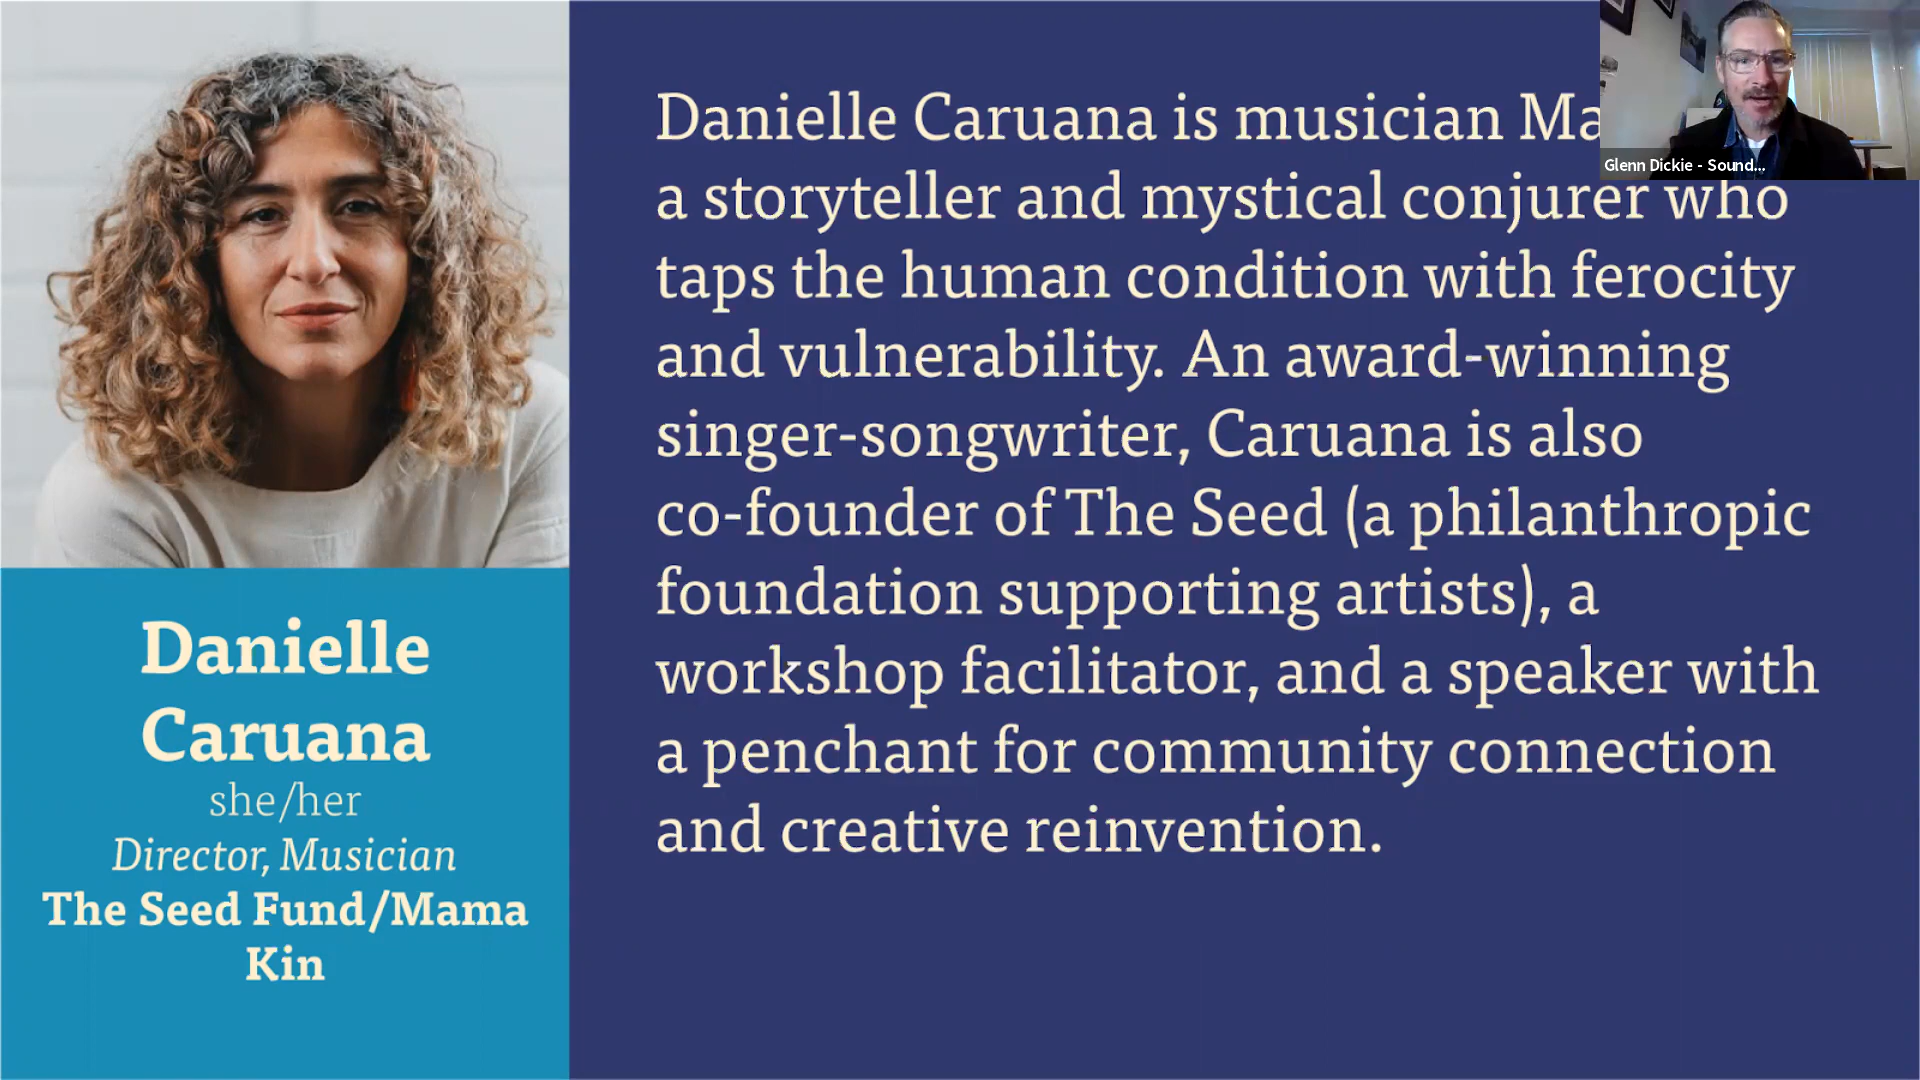 Danielle Caruana is musician Ma
a storyteller and mystical conjurer who
taps the human condition with ferocity
and vulnerability. An award-winning
singer-songwriter, Caruana is also
co-founder of The Seed (a philanthropic
foundation supporting artists), a
workshop facilitator, and a speaker with
a penchant for community connection
and creative reinvention.
Glenn Dickie - Sound...
Danielle
Caruana
she/her
Director, Musician
The Seed Fund/Mama
Kin